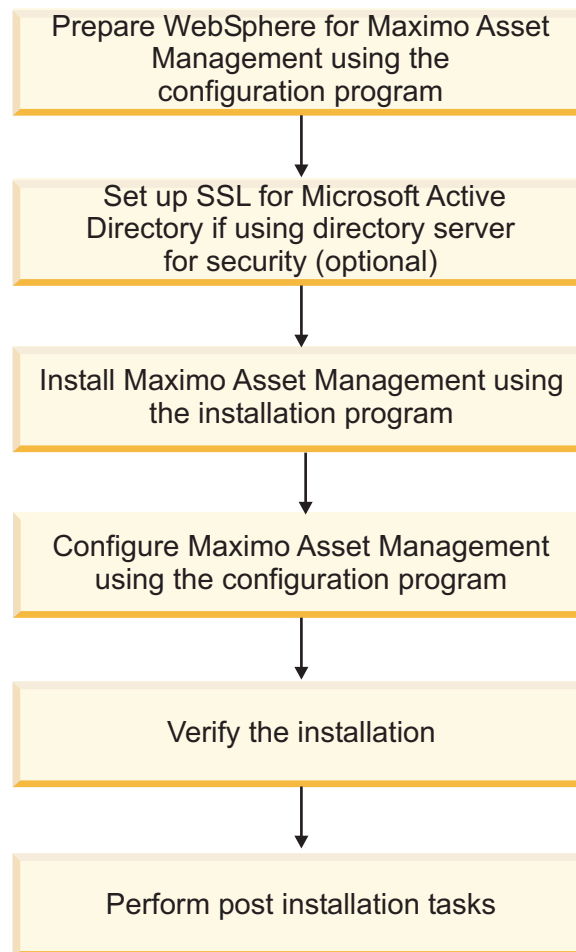 Prepare WebSphere for Maximo Asset
Management using the
configuration program
Set up SSL for Microsoft Active
Directory if using directory server
for security (optional)
Install Maximo Asset Management using
the installation program
Configure Maximo Asset Management
using the configuration program
Verify the installation
Perform post installation tasks